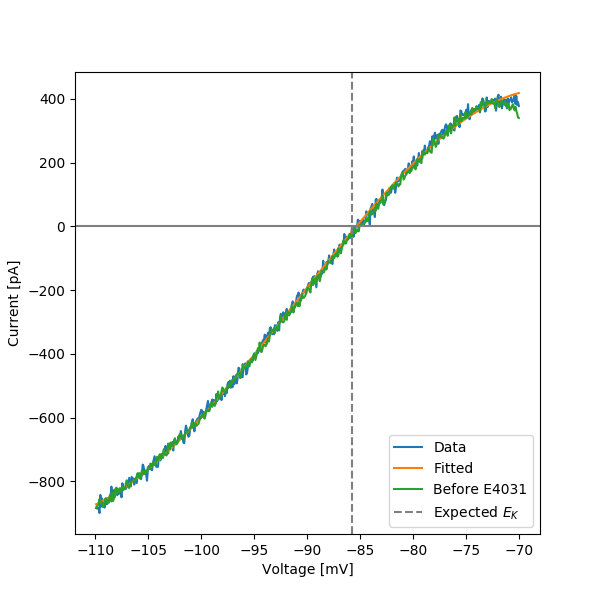 400
200
0
−200
−400
−600
−800
Current [pA]
−110 −105 −100 −95 −90 −85 −80 −75 −70
Voltage [mV]
Data
Fitted
Before E4031
Expected E_K